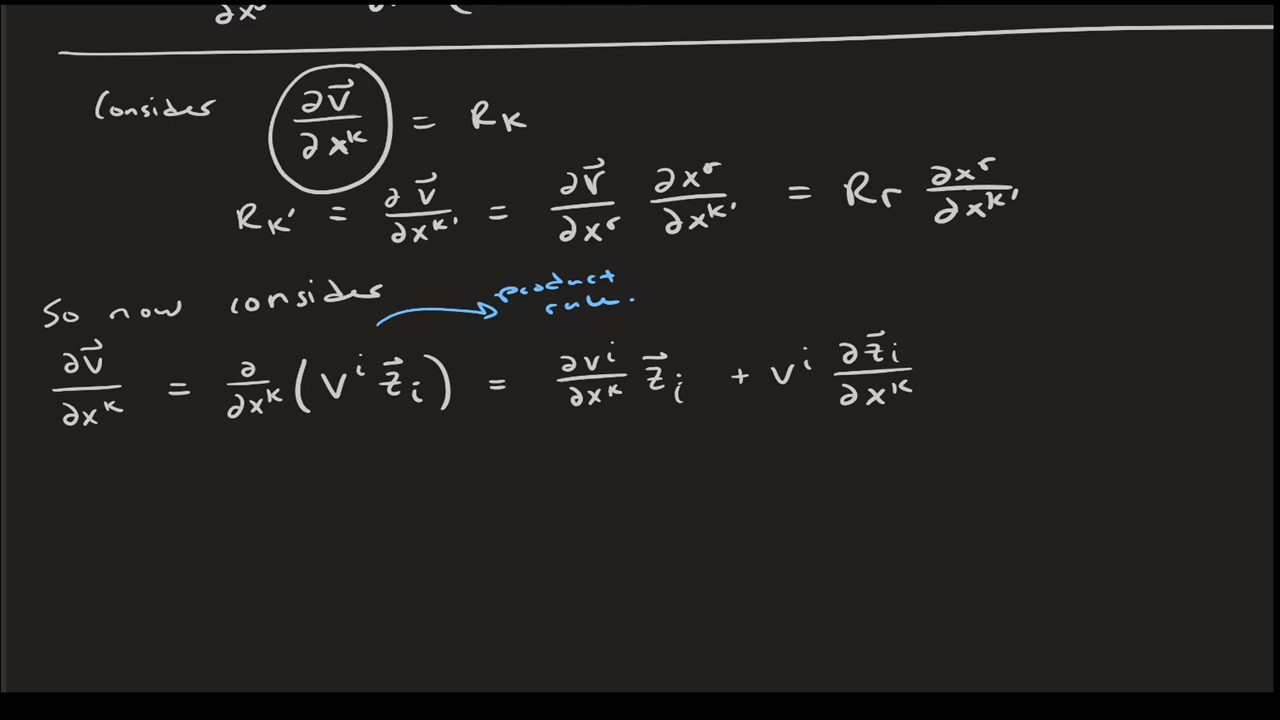 Consider ∂V⃗/∂x^k = R_k
R_k' = ∂V⃗/∂x^k' = ∂V⃗/∂x^r ∂x^r/∂x^k' = R_r ∂x^r/∂x^k'
So now consider
product
rule.
∂V⃗/∂x^k = ∂/∂x^k (V^i z⃗_i) = ∂v^i/∂x^k z⃗_i + v^i ∂z⃗_i/∂x^k